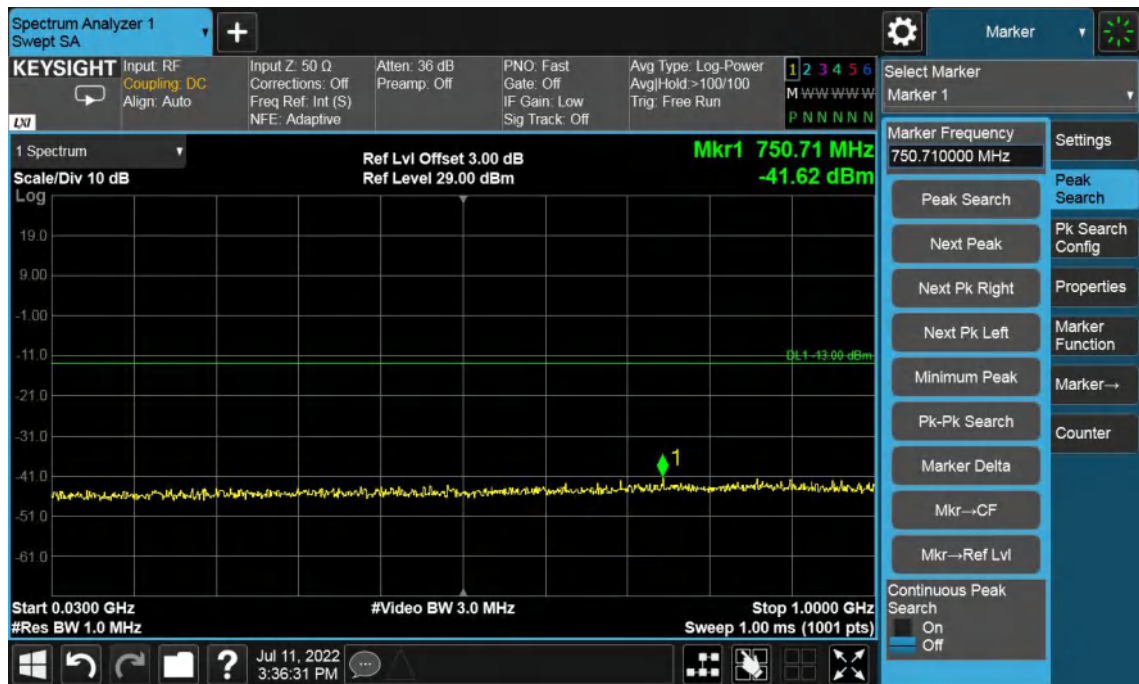 Spectrum Analyzer 1
Swept SA
+
Marker
KEYSIGHT
LXI
Input: RF
Coupling: DC
Align: Auto
Input Z: 50 Ω
Corrections: Off
Freq Ref: Int (S)
NFE: Adaptive
Atten: 36 dB
Preamp: Off
PNO: Fast
Gate: Off
IF Gain: Low
Sig Track: Off
Avg Type: Log-Power
Avg|Hold:>100/100
Trig: Free Run
1 2 3 4 5 6
M W W W W W
P N N N N N
Select Marker
Marker 1
1 Spectrum
Scale/Div 10 dB
Log
Ref Lvl Offset 3.00 dB
Ref Level 29.00 dBm
Mkr1 750.71 MHz
-41.62 dBm
19.0
9.00
-1.00
-11.0
-21.0
-31.0
-41.0
-51.0
-61.0
DL1 -13.00 dBm
1
Start 0.0300 GHz
#Res BW 1.0 MHz
#Video BW 3.0 MHz
Stop 1.0000 GHz
Sweep 1.00 ms (1001 pts)
Marker Frequency
750.710000 MHz
Peak Search
Next Peak
Next Pk Right
Next Pk Left
Minimum Peak
Pk-Pk Search
Marker Delta
Mkr→CF
Mkr→Ref Lvl
Continuous Peak
Search
On
Off
Settings
Peak
Search
Pk Search
Config
Properties
Marker
Function
Marker→
Counter
?
Jul 11, 2022
3:36:31 PM